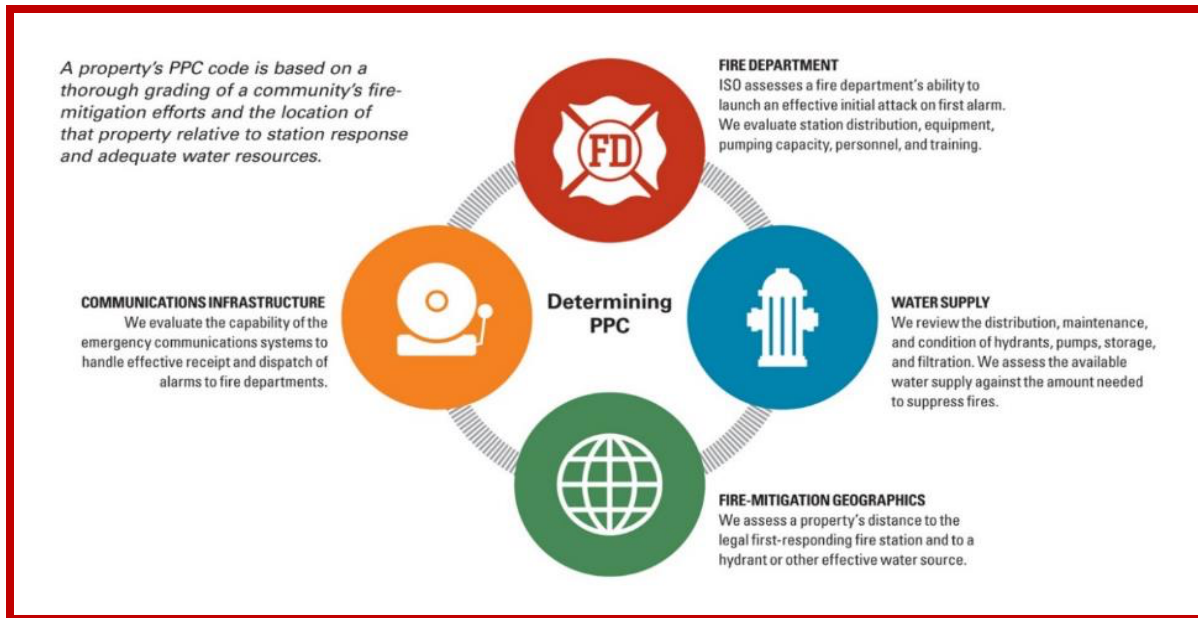 A property's PPC code is based on a
thorough grading of a community's fire-
mitigation efforts and the location of
that property relative to station response
and adequate water resources.
FD
FIRE DEPARTMENT
ISO assesses a fire department's ability to
launch an effective initial attack on first alarm.
We evaluate station distribution, equipment,
pumping capacity, personnel, and training.
COMMUNICATIONS INFRASTRUCTURE
We evaluate the capability of the
emergency communications systems to
handle effective receipt and dispatch of
alarms to fire departments.
Determining
PPC
WATER SUPPLY
We review the distribution, maintenance,
and condition of hydrants, pumps, storage,
and filtration. We assess the available
water supply against the amount needed
to suppress fires.
FIRE-MITIGATION GEOGRAPHICS
We assess a property's distance to the
legal first-responding fire station and to a
hydrant or other effective water source.